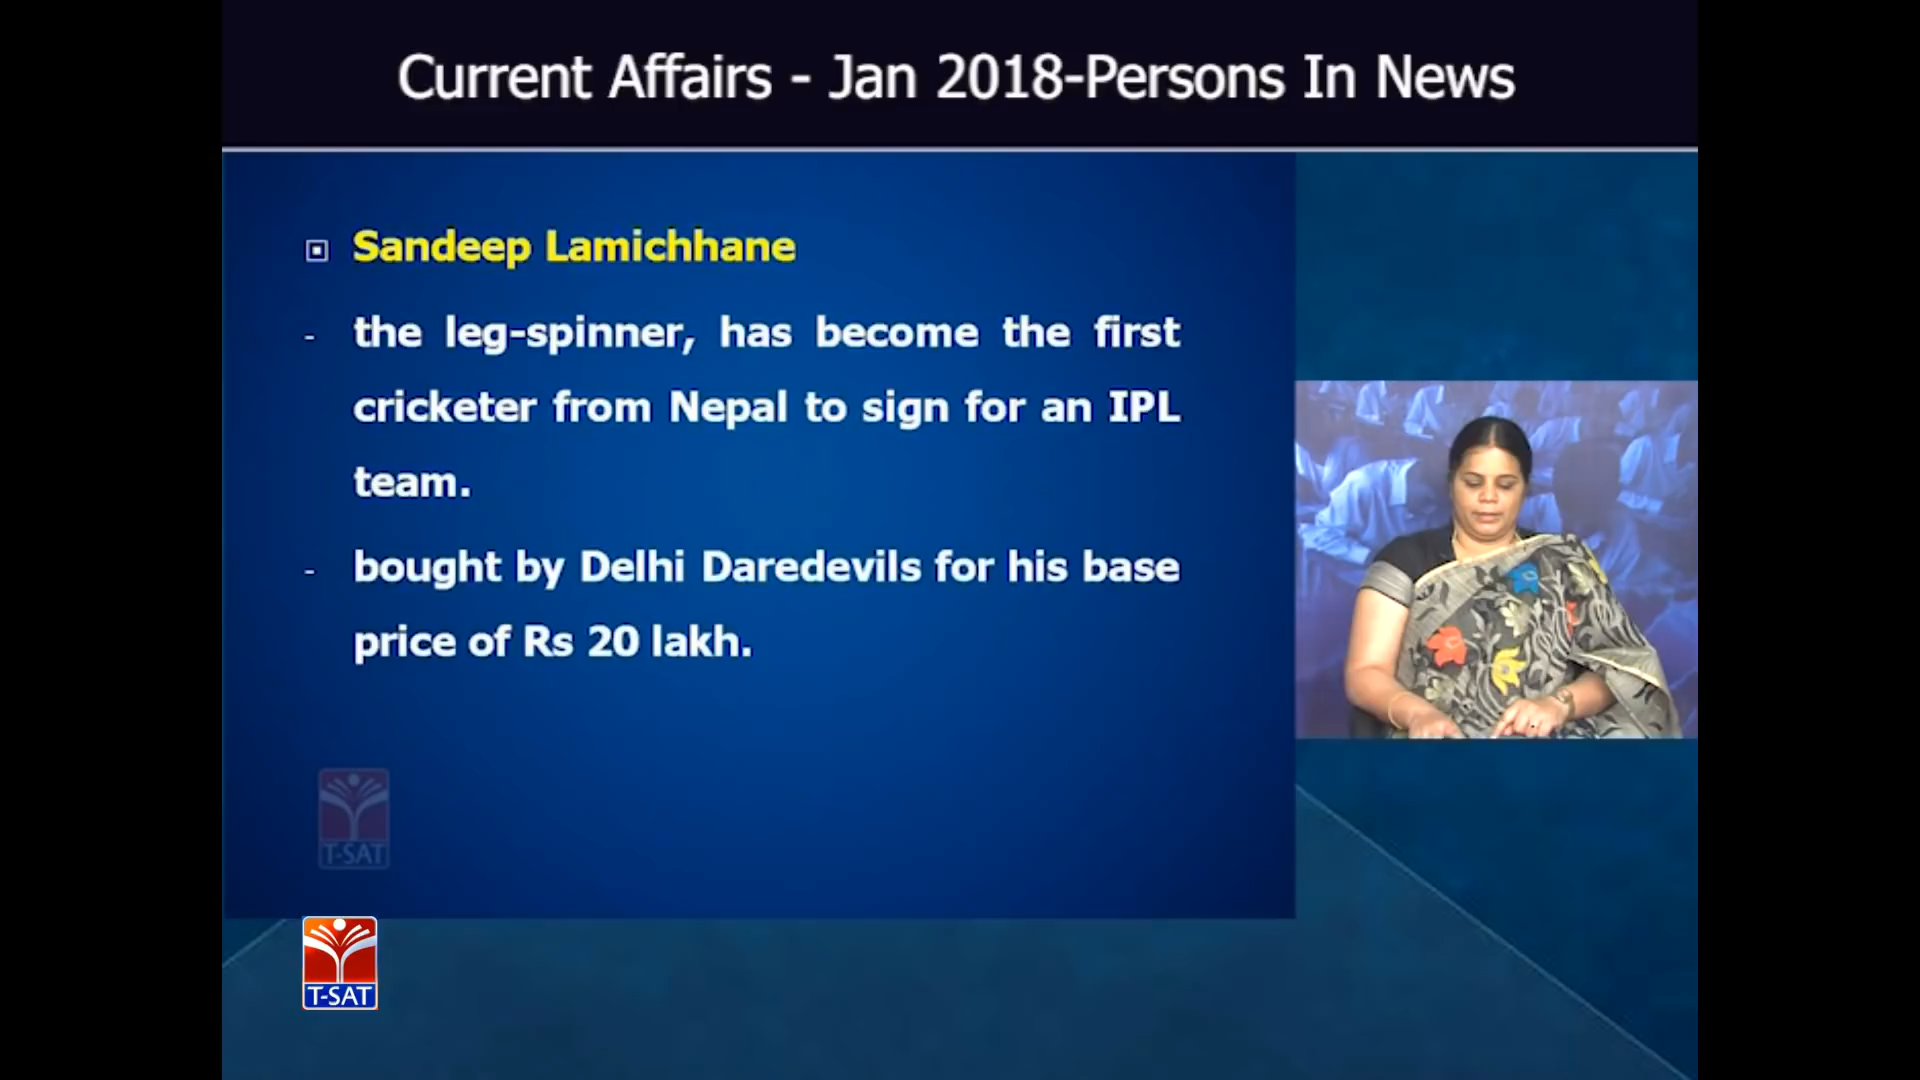 Current Affairs - Jan 2018-Persons In News
Sandeep Lamichhane
- the leg-spinner, has become the first
cricketer from Nepal to sign for an IPL
team.
- bought by Delhi Daredevils for his base
price of Rs 20 lakh.
T-SAT
T-SAT